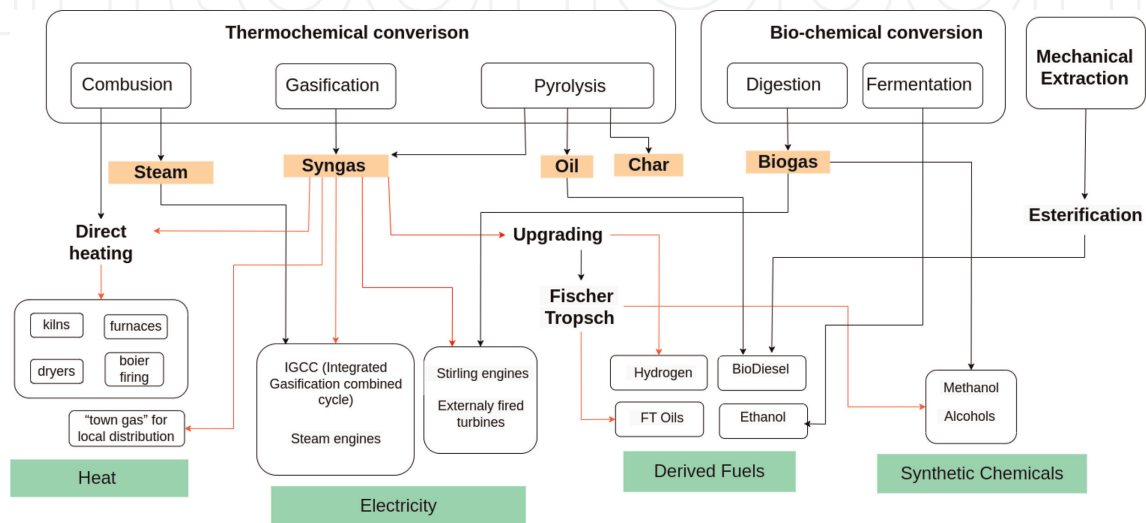 Thermochemical converison
Bio-chemical conversion
Mechanical
Extraction
Combusion
Gasification
Pyrolysis
Digestion
Fermentation
Steam
Syngas
Oil
Char
Biogas
Direct
heating
Upgrading
Esterification
Fischer
Tropsch
kilns
furnaces
dryers
boier
firing
"town gas" for
local distribution
IGCC (Integrated
Gasification combined
cycle)
Steam engines
Stirling engines
Externaly fired
turbines
Hydrogen
BioDiesel
FT Oils
Ethanol
Methanol
Alcohols
Heat
Electricity
Derived Fuels
Synthetic Chemicals